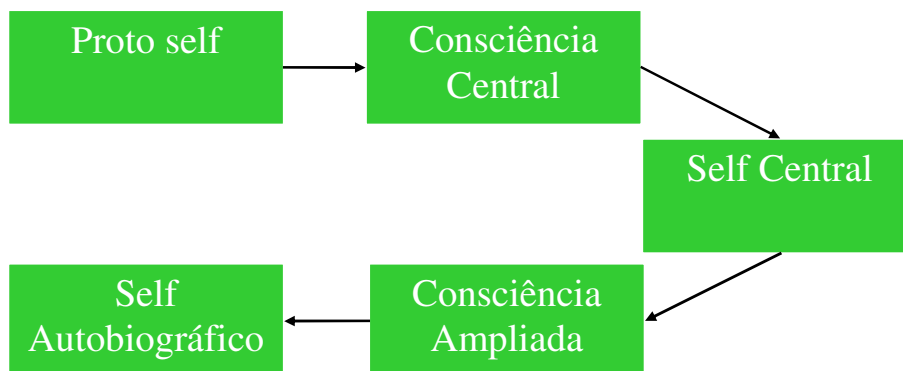 Proto self
Consciência
Central
Self Central
Consciência
Ampliada
Self
Autobiográfico